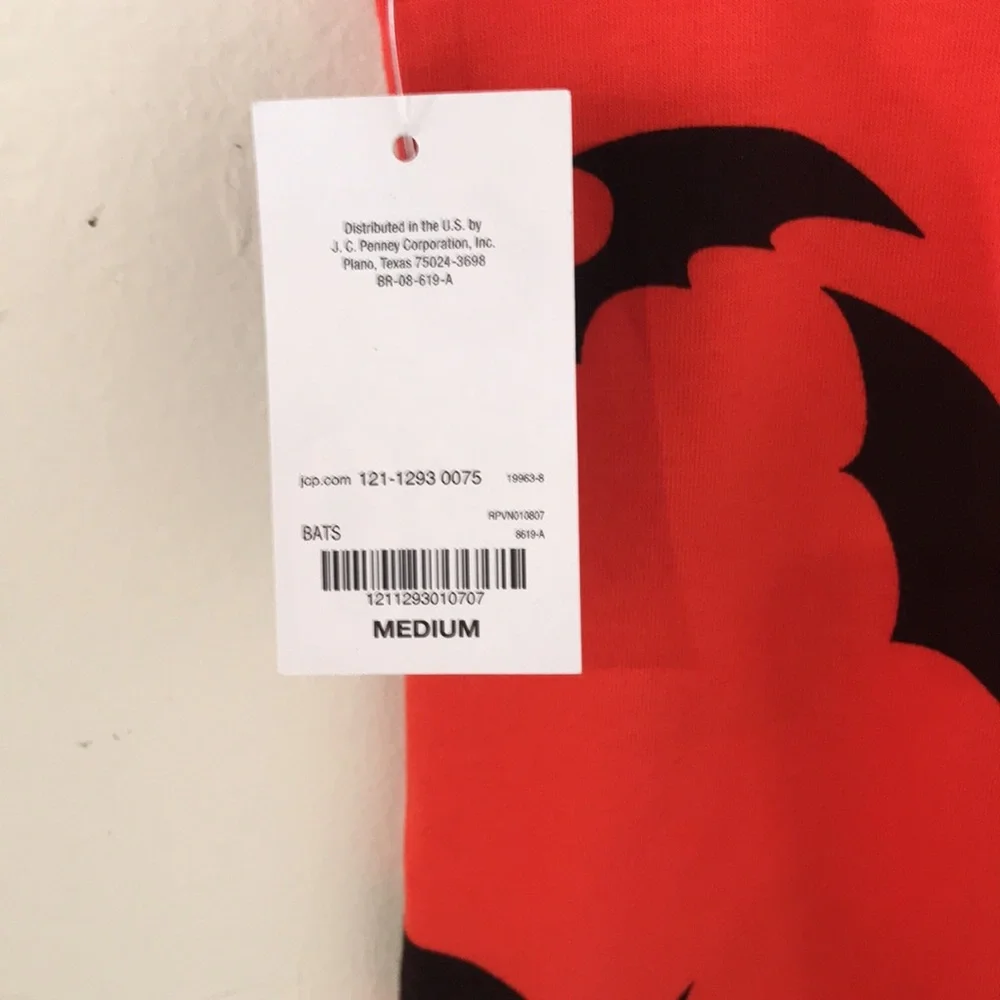 Distributed in the U.S. by
J. C. Penney Corporation, Inc.
Plano, Texas 75024-3698
BR-08-619-A
jcp.com 121-1293 0075 19963-8
RPVN010807
BATS 8619-A
1211293010707
MEDIUM